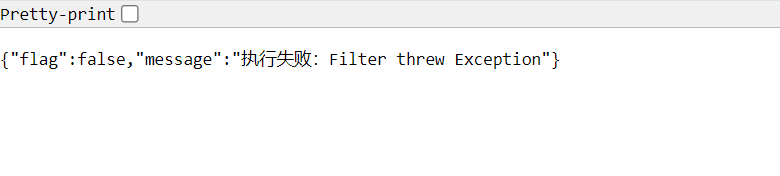 Pretty-print
{"flag":false,"message":"执行失败：Filter threw Exception"}